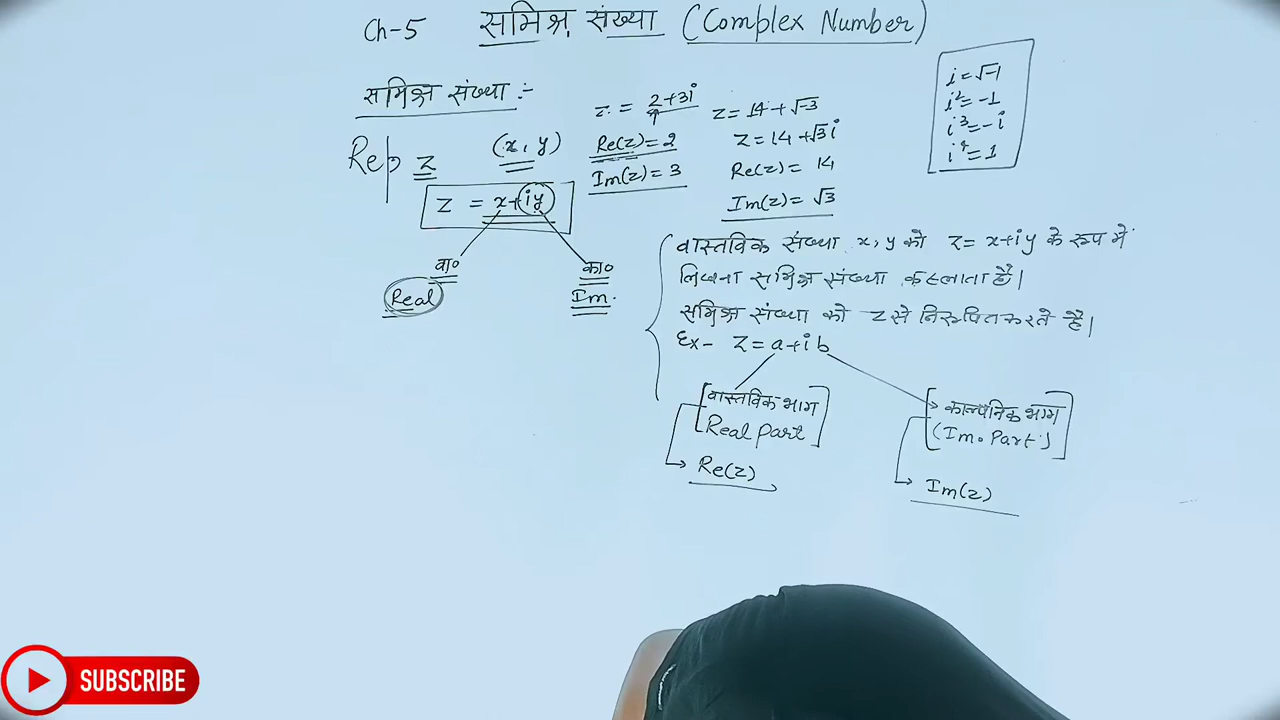 Ch-5 समिश्र संख्या (Complex Number)
समिश्र संख्या :-
Rep z (x, y)
z = x+iy
वा०
Real
का०
Im.
z = 2+3i
Re(z) = 2
Im(z) = 3
z = 14 + √-3
z = 14 + √3 i
Re(z) = 14
Im(z) = √3
i = √-1
i² = -1
i³ = -i
i⁴ = 1
वास्तविक संख्या x, y को z = x+iy के रूप में
लिखना समिश्र संख्या कहलाता है।
समिश्र संख्या को z से निरूपित करते है।
Ex- z = a+ib
वास्तविक भाग
Real part
Re(z)
काल्पनिक भाग
(Im. Part)
Im(z)
SUBSCRIBE